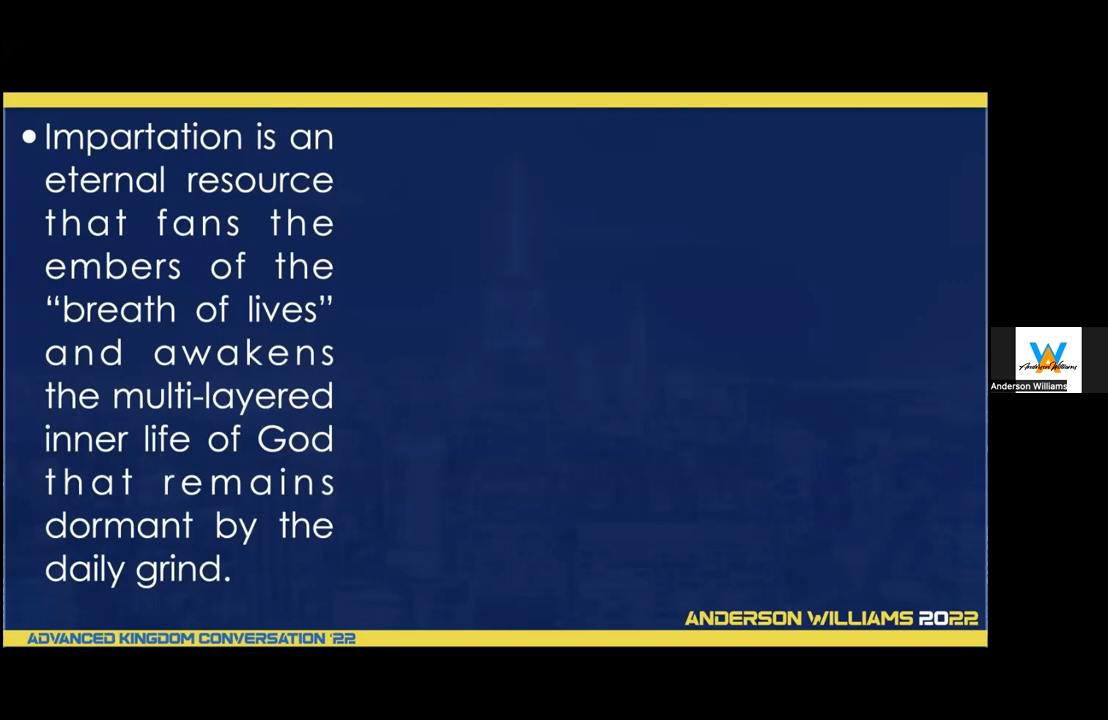 • Impartation is an
eternal resource
that fans the
embers of the
“breath of lives”
and awakens
the multi-layered
inner life of God
that remains
dormant by the
daily grind.
ANDERSON WILLIAMS 2022
ADVANCED KINGDOM CONVERSATION ‘22
Anderson Williams
Anderson Williams